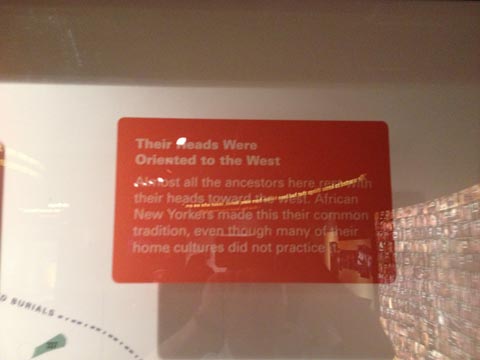 Their Heads Were
Oriented to the West
Almost all the ancestors here rest with
their heads toward the west. African
New Yorkers made this their common
tradition, even though many of their
home cultures did not practice it.
BURIALS